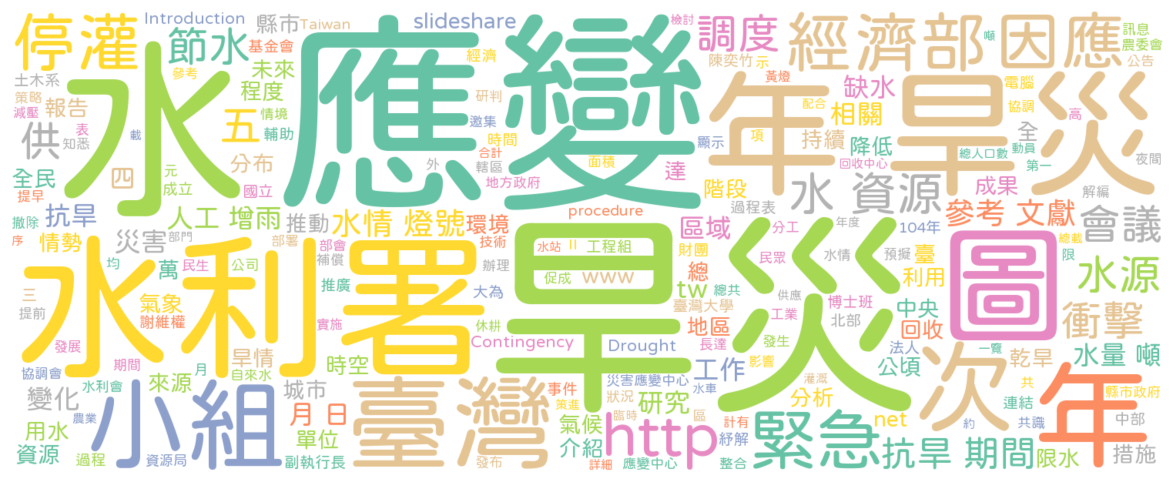 Introduction
Taiwan
slideshare
停灌
節水
縣市
基金會
參考
未來
程度
經濟
研判
邀集
時間
合計
應變
水
調度
陳奕竹
示
黃燈
經濟部因應
噸
檢討
訊息
農委會
公告
土木系
策略
減壓
報告
五
情境
輔助
供
表
知悉
載
元
成立
分布
國立
轄區
外
地方政府
面積
顯示
達
年
配合
項
回收中心
旱災
缺水
相關
持續
降低
電腦
協調
全
動員
高
總人口數
第一
夜間
全民
提早
四
抗旱
撤除
序
人工 增雨
推動
水情 燈號
環境
procedure
階段
過程表
水 資源
成果
參考 文獻
解編
會議
情勢
災害
部門
部署
部會
補償
技術
辦理
水站
II
工程組
促成
www
區域
財團
總
tw
分工
民眾
總共
年度
水情
104年
預擬
臺
利用
總載
限
水源
均
民生
萬
公司
水利署
旱災
圖
三
提前
氣象
謝維權
推廣
大為
臺灣大學
供應
博士班
北部
中央
回收
衝擊
發展
期間
月
旱情
自來水
實施
時空
休耕
Contingency
Drought
地區
長達
工業
發生
影響
法人
公頃
一覽
乾旱
水量 噸
協調會
變化
水利會
來源
小組
城市
月 日
臺灣
事件
策進
氣候
介紹
災害應變中心
狀況
臨時
水車
工作
研究
區
灌溉
分析
計有
net
次
共
連結
共識
約
年
縣市政府
中部
用水
農業
資源
過程
資源局
單位
副執行長
發布
詳細
http
紓解
應變中心
整合
緊急
抗旱 期間
限水
措施